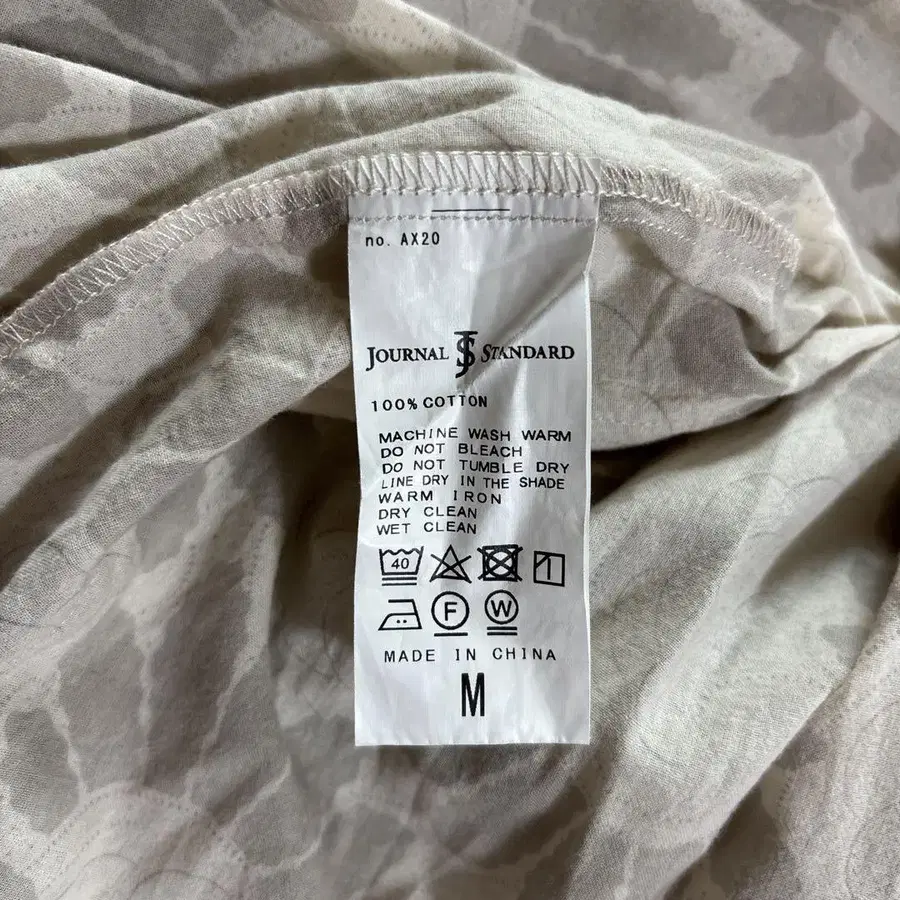 no. AX20
JOURNAL JS STANDARD
100% COTTON
MACHINE WASH WARM
DO NOT BLEACH
DO NOT TUMBLE DRY
LINE DRY IN THE SHADE
WARM IRON
DRY CLEAN
WET CLEAN
40
F W
MADE IN CHINA
M